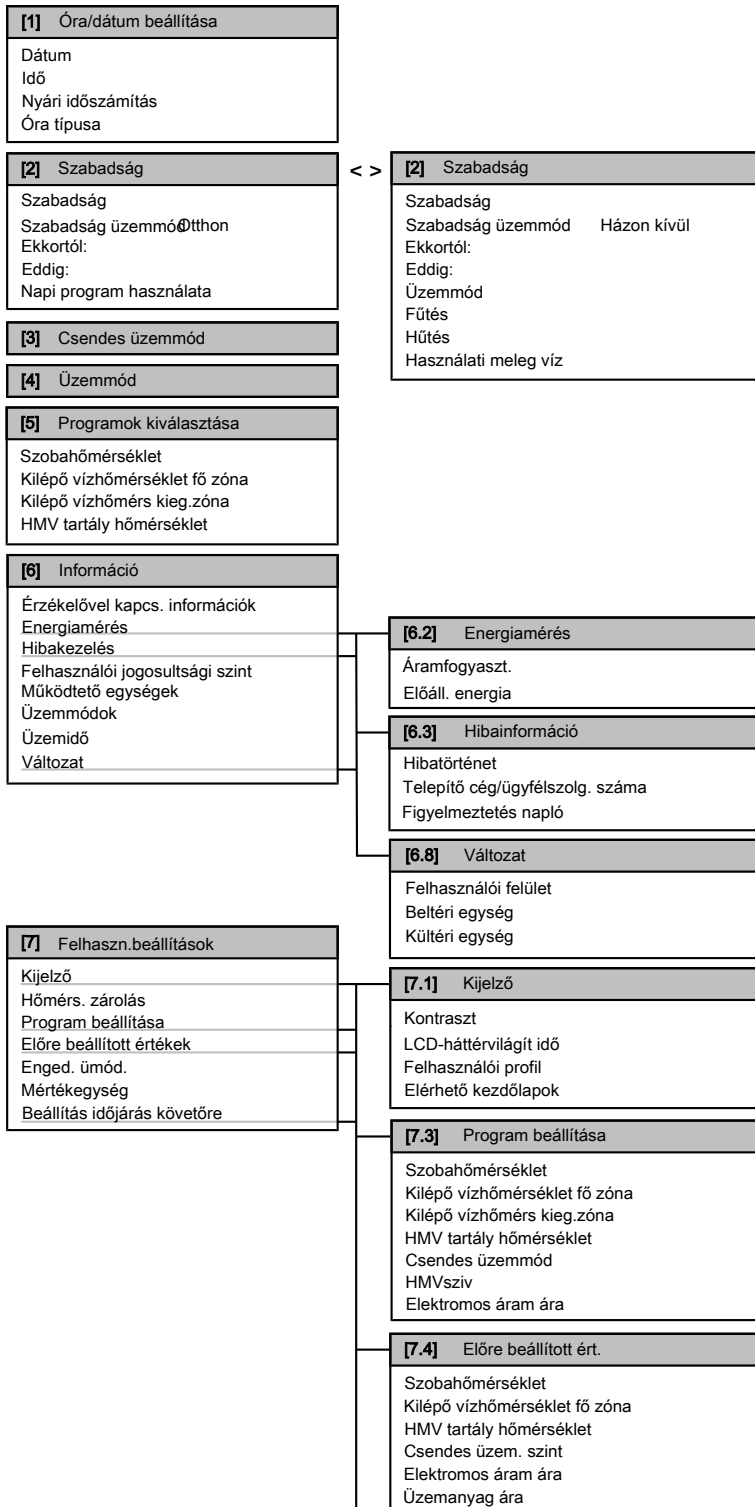 [1] Óra/dátum beállítása
Dátum
Idő
Nyári időszámítás
Óra típusa
[2] Szabadság
Szabadság
Szabadság üzemmód Otthon
Ekkortól:
Eddig:
Napi program használata
< >
[2] Szabadság
Szabadság
Szabadság üzemmód Házon kívül
Ekkortól:
Eddig:
Üzemmód
Fűtés
Hűtés
Használati meleg víz
[3] Csendes üzemmód
[4] Üzemmód
[5] Programok kiválasztása
Szobahőmérséklet
Kilépő vízhőmérséklet fő zóna
Kilépő vízhőmérs kieg.zóna
HMV tartály hőmérséklet
[6] Információ
Érzékelővel kapcs. információk
Energiamérés
Hibakezelés
Felhasználói jogosultsági szint
Működtető egységek
Üzemmódok
Üzemidő
Változat
[6.2] Energiamérés
Áramfogyaszt.
Előáll. energia
[6.3] Hibainformáció
Hibatörténet
Telepítő cég/ügyfélszolg. száma
Figyelmeztetés napló
[6.8] Változat
Felhasználói felület
Beltéri egység
Kültéri egység
[7] Felhaszn.beállítások
Kijelző
Hőmérs. zárolás
Program beállítása
Előre beállított értékek
Enged. ümód.
Mértékegység
Beállítás időjárás követőre
[7.1] Kijelző
Kontraszt
LCD-háttérvilágít idő
Felhasználói profil
Elérhető kezdőlapok
[7.3] Program beállítása
Szobahőmérséklet
Kilépő vízhőmérséklet fő zóna
Kilépő vízhőmérs kieg.zóna
HMV tartály hőmérséklet
Csendes üzemmód
HMVsziv
Elektromos áram ára
[7.4] Előre beállított ért.
Szobahőmérséklet
Kilépő vízhőmérséklet fő zóna
HMV tartály hőmérséklet
Csendes üzem. szint
Elektromos áram ára
Üzemanyag ára